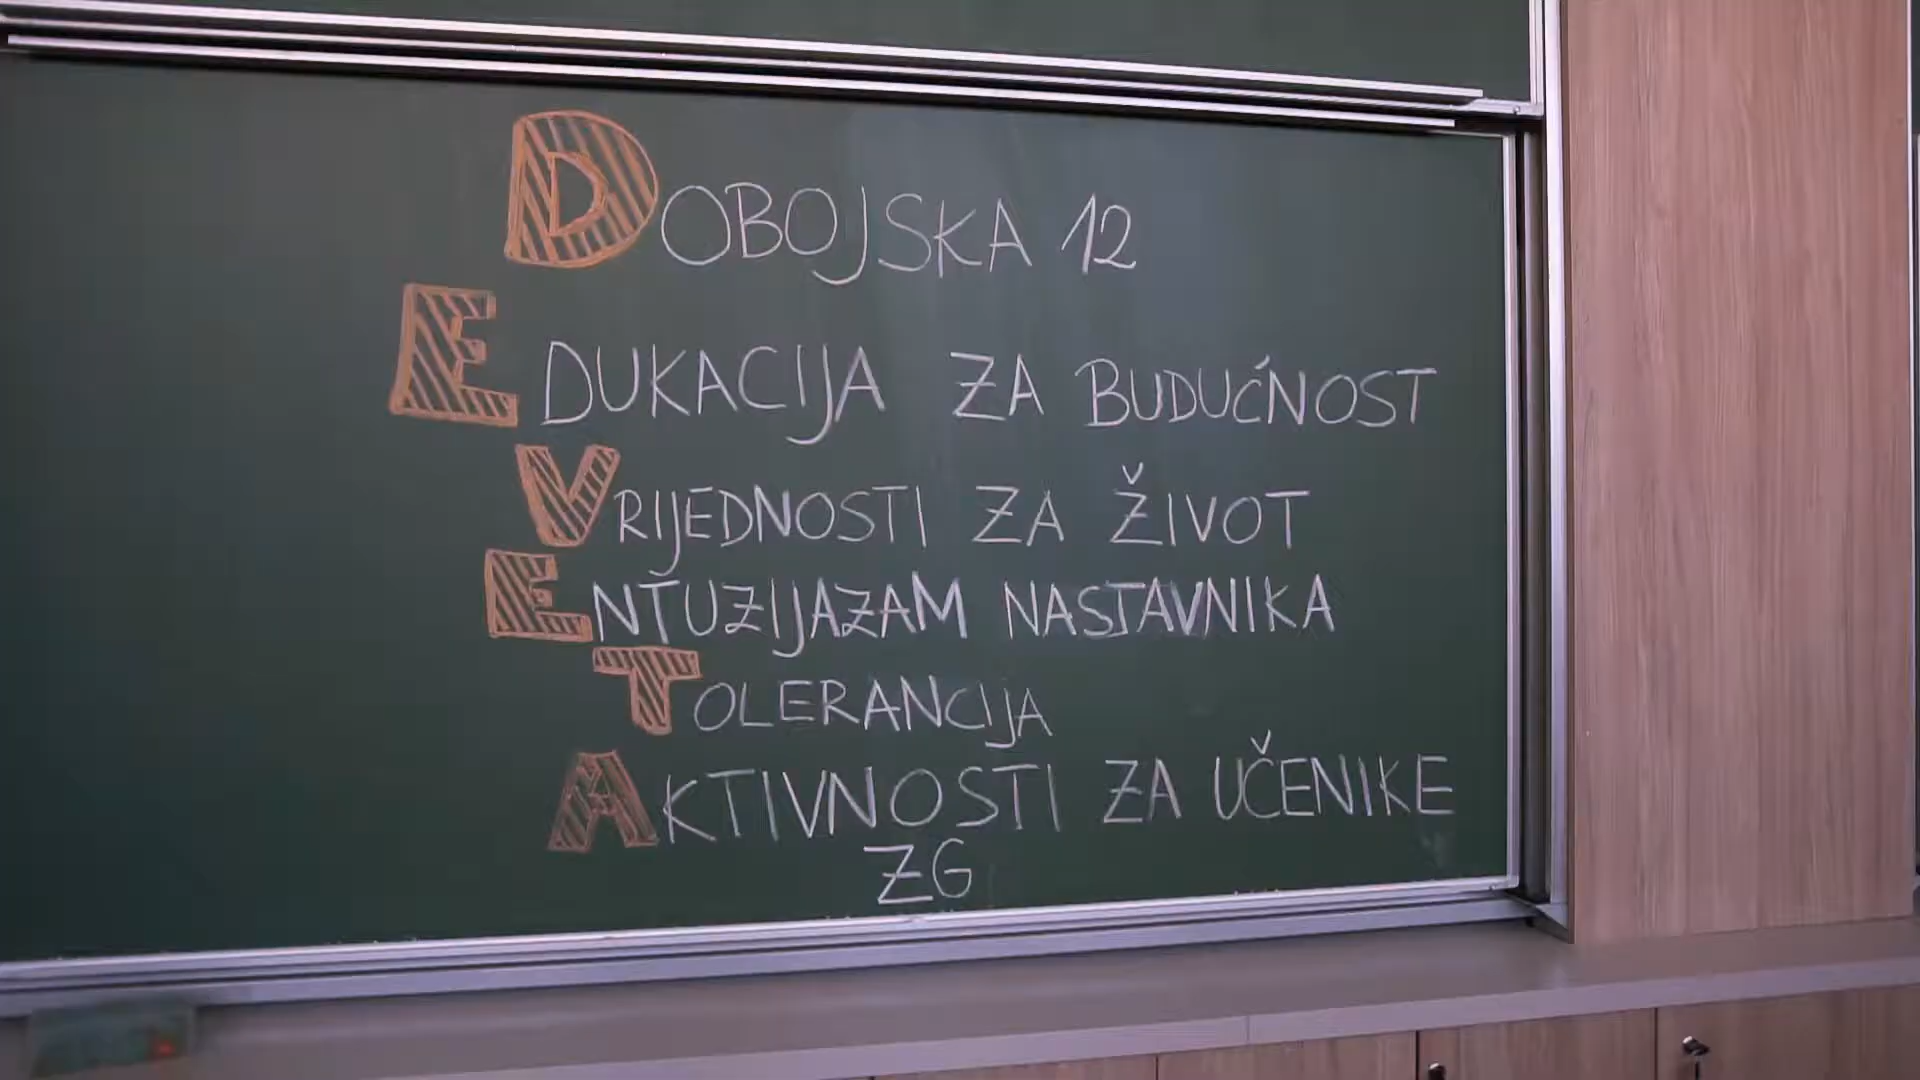 DOBOJSKA 12
EDUKACIJA ZA BUDUĆNOST
VRIJEDNOSTI ZA ŽIVOT
ENTUZIJAZAM NASTAVNIKA
TOLERANCIJA
AKTIVNOSTI ZA UČENIKE
ZG